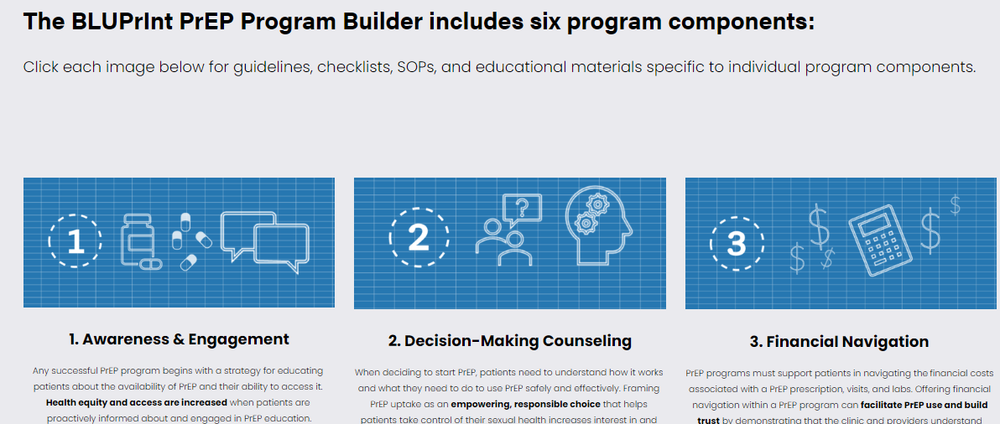 The BLUPrInt PrEP Program Builder includes six program components:
Click each image below for guidelines, checklists, SOPs, and educational materials specific to individual program components.
1
2
?
3
$
$
$
$
$
1. Awareness & Engagement
Any successful PrEP program begins with a strategy for educating
patients about the availability of PrEP and their ability to access it.
Health equity and access are increased when patients are
proactively informed about and engaged in PrEP education.
2. Decision-Making Counseling
When deciding to start PrEP, patients need to understand how it works
and what they need to do to use PrEP safely and effectively. Framing
PrEP uptake as an empowering, responsible choice that helps
patients take control of their sexual health increases interest in and
3. Financial Navigation
PrEP programs must support patients in navigating the financial costs
associated with a PrEP prescription, visits, and labs. Offering financial
navigation within a PrEP program can facilitate PrEP use and build
trust by demonstrating that the clinic and providers understand